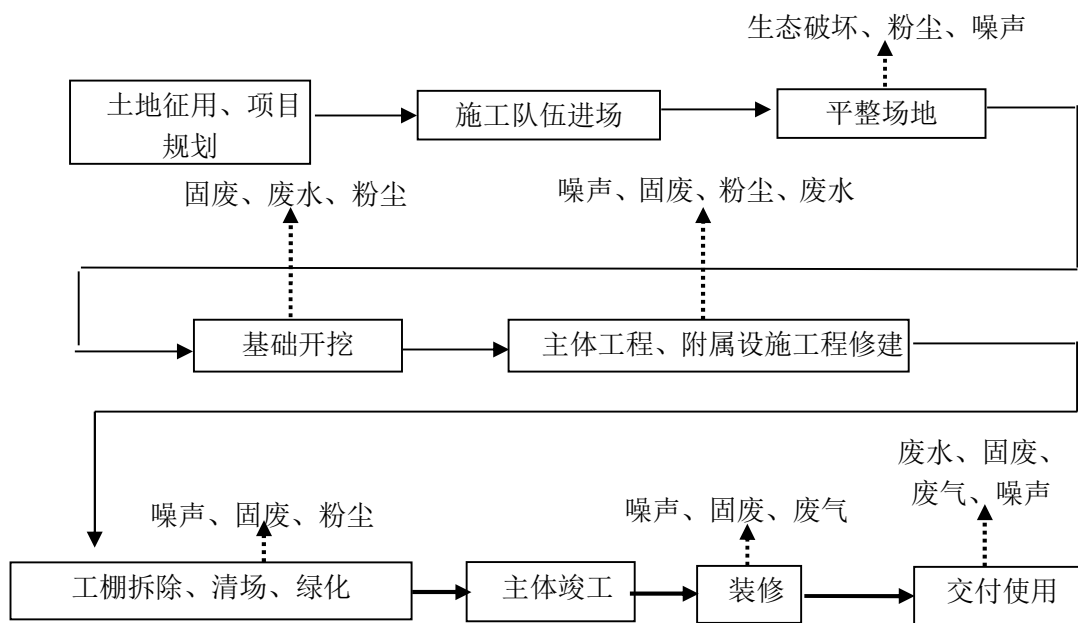 生态破坏、粉尘、噪声
土地征用、项目
规划
施工队伍进场
平整场地
固废、废水、粉尘
噪声、固废、粉尘、废水
基础开挖
主体工程、附属设施工程修建
废水、固废、
废气、噪声
噪声、固废、粉尘
噪声、固废、废气
工棚拆除、清场、绿化
主体竣工
装修
交付使用